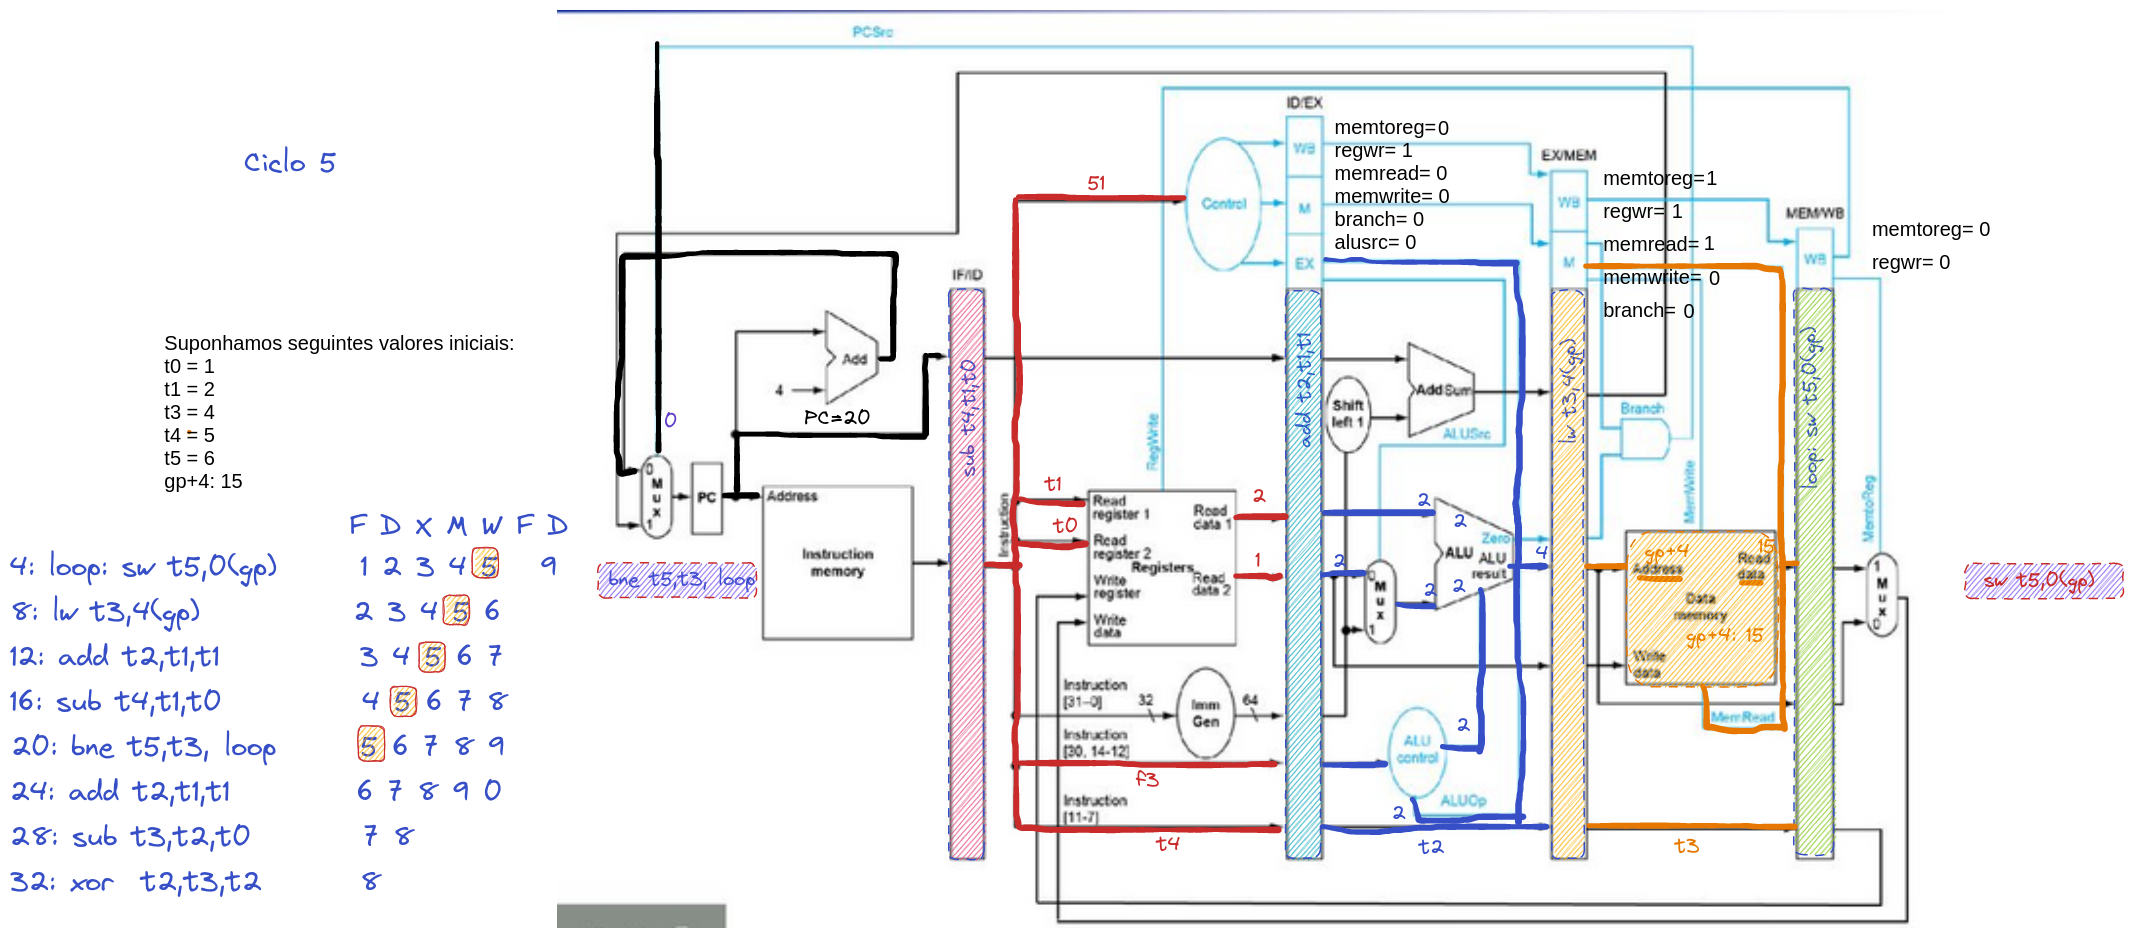 PCSrc
Ciclo 5
Suponhamos seguintes valores iniciais:
t0 = 1
t1 = 2
t3 = 4
t4 = 5
t5 = 6
gp+4: 15
F D X M W F D
4: loop: sw t5,0(gp) 1 2 3 4 5 9
8: lw t3,4(gp) 2 3 4 5 6
12: add t2,t1,t1 3 4 5 6 7
16: sub t4,t1,t0 4 5 6 7 8
20: bne t5,t3, loop 5 6 7 8 9
24: add t2,t1,t1 6 7 8 9 0
28: sub t3,t2,t0 7 8
32: xor t2,t3,t2 8
bne t5,t3, loop
0
0
M
u
x
1
PC
Add
4
PC=20
Address
Instruction
memory
IF/ID
sub t4,t1,t0
Instruction
51
Control
t1
t0
RegWrite
Read
register 1
Read
register 2
Write
register
Write
data
Registers
Read
data 1
Read
data 2
2
1
Instruction
[31–0]
32
Imm
Gen
64
Instruction
[30, 14-12]
f3
Instruction
[11-7]
t4
ID/EX
WB
M
EX
add t2,t1,t1
memtoreg=0
regwr= 1
memread= 0
memwrite= 0
branch= 0
alusrc= 0
Shift
left 1
Add Sum
ALUSrc
2
2
0
M
u
x
1
2
2
2
ALU
Zero
ALU
result
4
2
ALU
control
2
ALUOp
t2
EX/MEM
WB
M
lw t3,4(gp)
memtoreg=1
regwr= 1
memread= 1
memwrite= 0
branch= 0
Branch
MemWrite
gp+4
Address
15
Read
data
Data
memory
gp+4: 15
Write
data
MemRead
t3
MEM/WB
WB
loop: sw t5,0(gp)
memtoreg= 0
regwr= 0
MemtoReg
1
M
u
x
0
sw t5,0(gp)